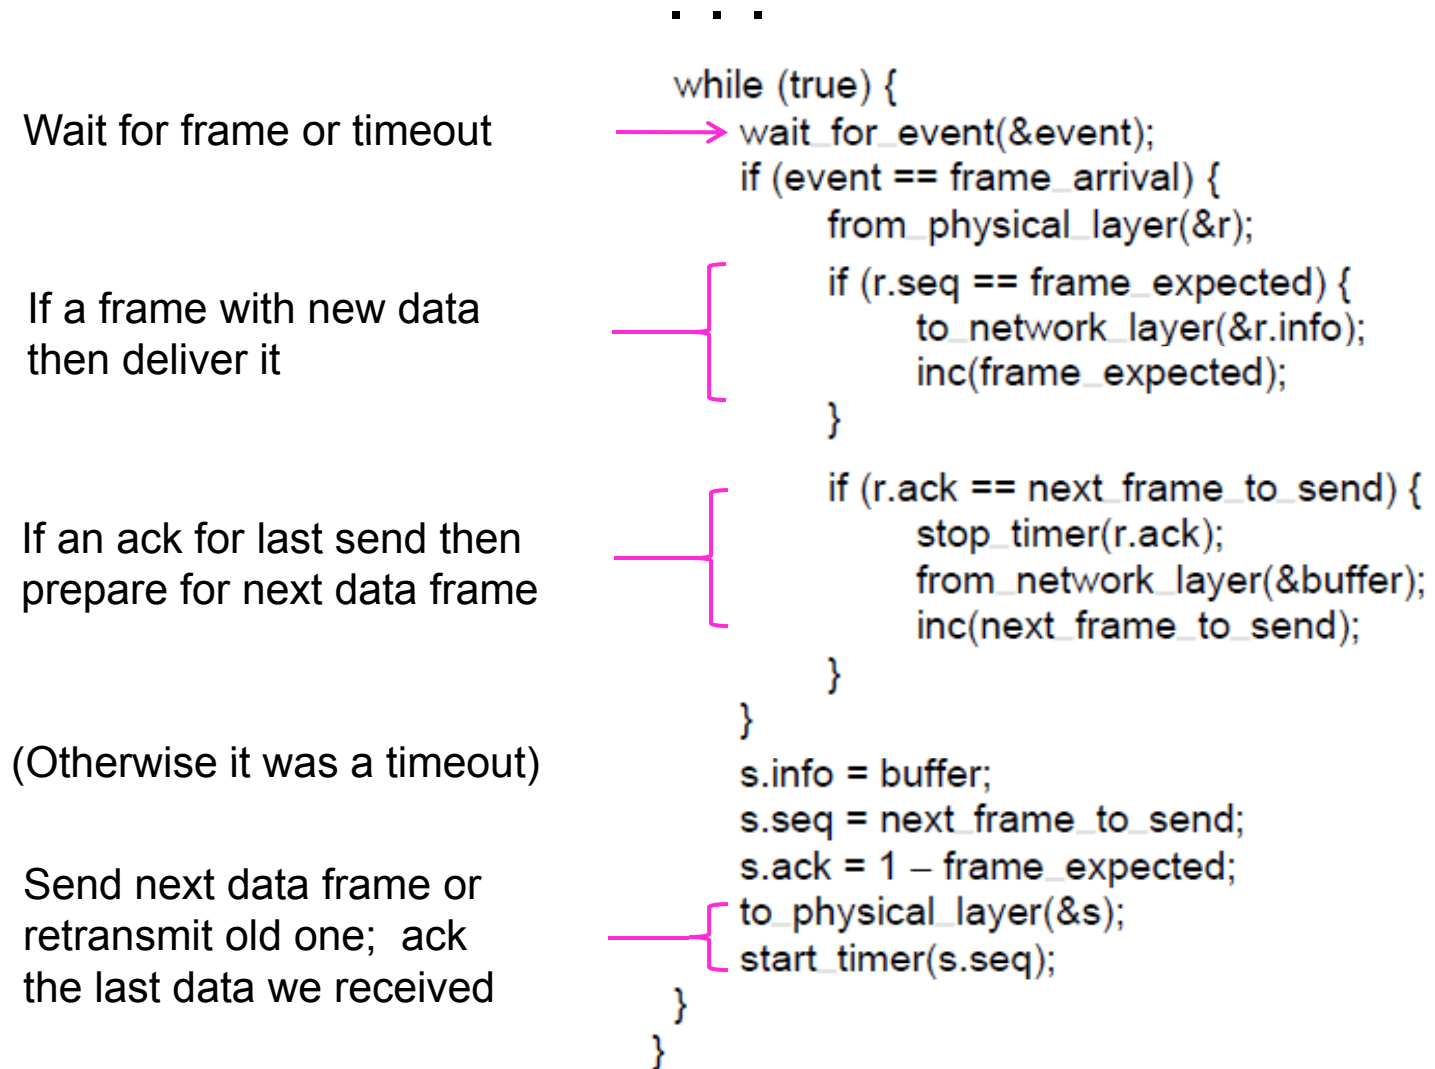 . . .
while (true) {
Wait for frame or timeout
wait_for_event(&event);
if (event == frame_arrival) {
from_physical_layer(&r);
If a frame with new data
then deliver it
if (r.seq == frame_expected) {
to_network_layer(&r.info);
inc(frame_expected);
}
If an ack for last send then
prepare for next data frame
if (r.ack == next_frame_to_send) {
stop_timer(r.ack);
from_network_layer(&buffer);
inc(next_frame_to_send);
}
}
(Otherwise it was a timeout)
s.info = buffer;
s.seq = next_frame_to_send;
s.ack = 1 – frame_expected;
Send next data frame or
retransmit old one;  ack
the last data we received
to_physical_layer(&s);
start_timer(s.seq);
}
}